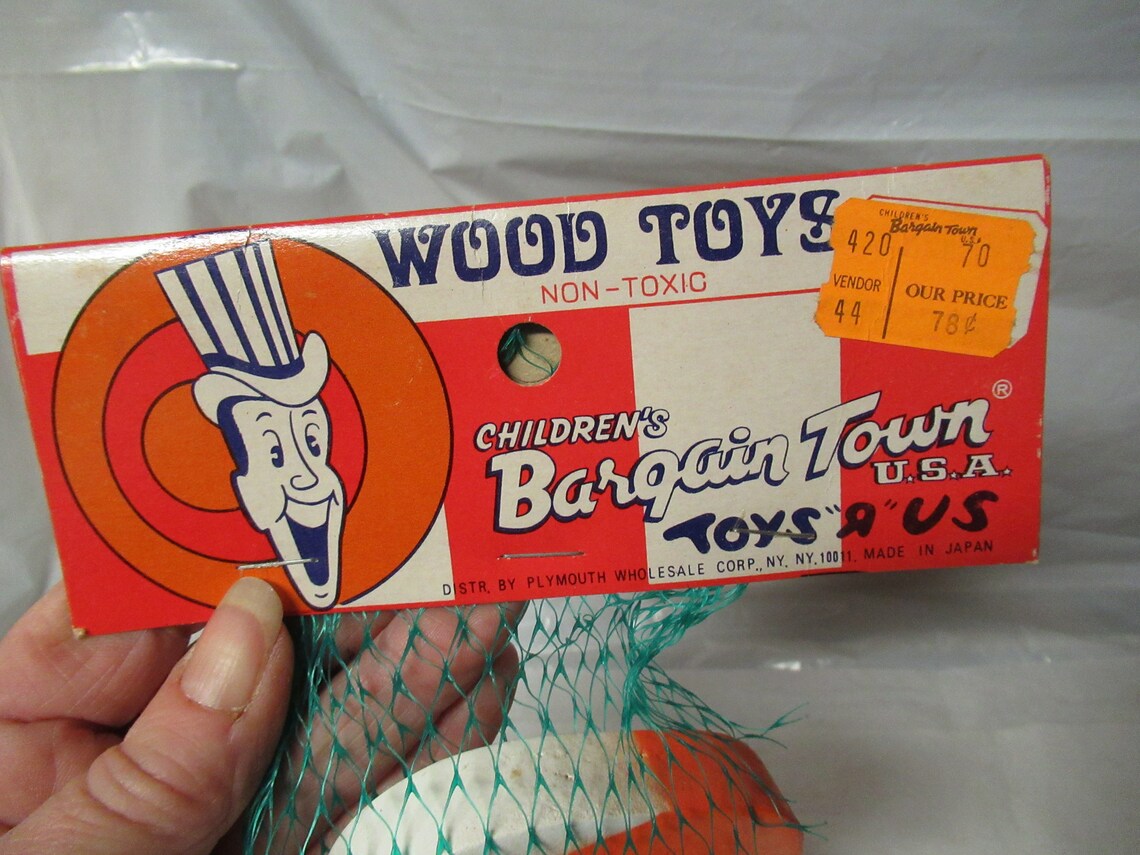 WOOD TOYS
NON-TOXIC
CHILDREN'S
Bargain Town U.S.A.
420 | 70
VENDOR | OUR PRICE
44 | 78¢
CHILDREN'S
Bargain Town ®
U.S.A.
TOYS "Я" US
DISTR. BY PLYMOUTH WHOLESALE CORP., NY, NY, 10011. MADE IN JAPAN